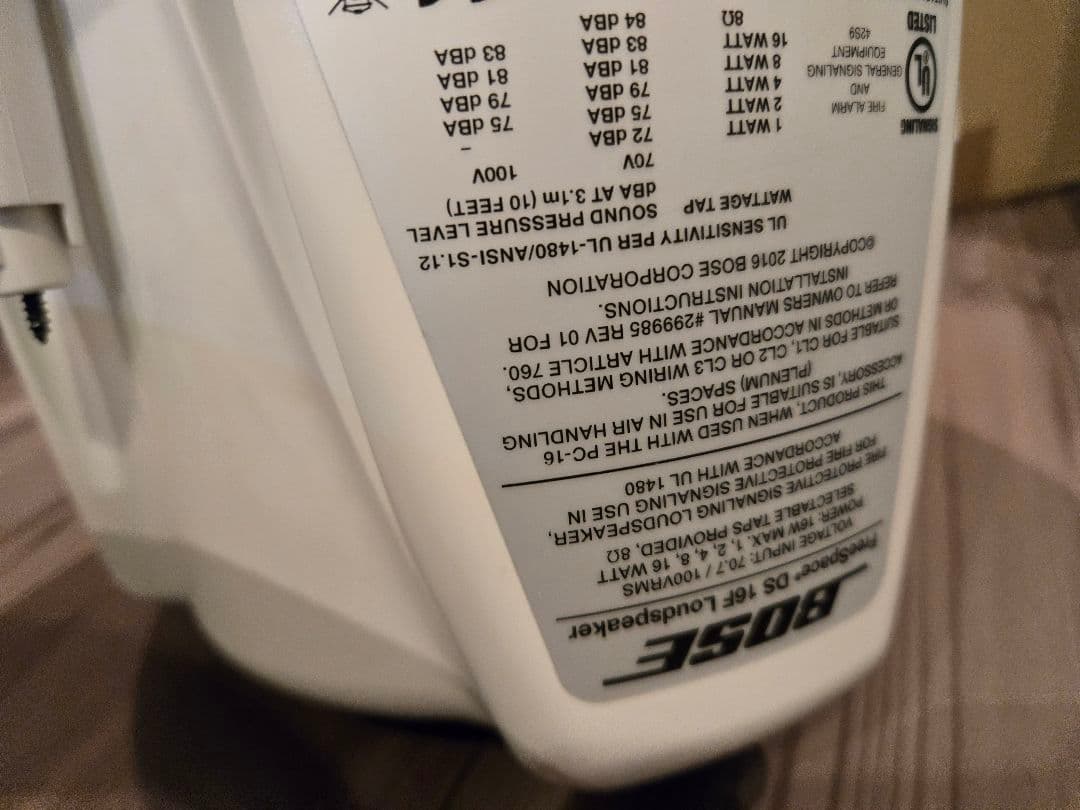 BOSE
FreeSpace® DS 16F Loudspeaker
VOLTAGE INPUT: 70.7 / 100VRMS
POWER: 16W MAX, 1, 2, 4, 8, 16 WATT
SELECTABLE TAPS PROVIDED, 8Ω
FIRE PROTECTIVE SIGNALING LOUDSPEAKER,
FOR FIRE PROTECTIVE SIGNALING USE IN
ACCORDANCE WITH UL 1480
THIS PRODUCT, WHEN USED WITH THE PC-16
ACCESSORY, IS SUITABLE FOR USE IN AIR HANDLING
(PLENUM) SPACES.
SUITABLE FOR CL1, CL2 OR CL3 WIRING METHODS,
OR METHODS IN ACCORDANCE WITH ARTICLE 760.
REFER TO OWNERS MANUAL #299985 REV 01 FOR
INSTALLATION INSTRUCTIONS.
©COPYRIGHT 2016 BOSE CORPORATION
UL SENSITIVITY PER UL-1480/ANSI-S1.12
WATTAGE TAP SOUND PRESSURE LEVEL
dBA AT 3.1m (10 FEET)
70V 100V
1 WATT 72 dBA -
2 WATT 75 dBA 75 dBA
4 WATT 79 dBA 79 dBA
8 WATT 81 dBA 81 dBA
16 WATT 83 dBA 83 dBA
8Ω 84 dBA
SIGNALING
UL
LISTED
FIRE ALARM
AND
GENERAL SIGNALING
EQUIPMENT
42S9